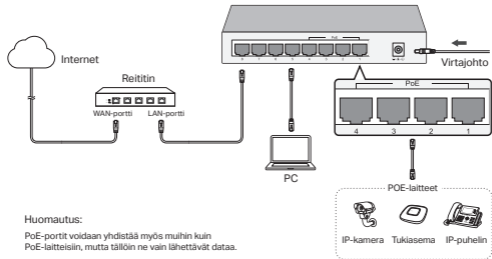 Internet
Reititin
WAN-portti
LAN-portti
PoE
Virtajohto
PoE
4 3 2 1
PC
POE-laitteet
IP-kamera
Tukiasema
IP-puhelin
Huomautus:
PoE-portit voidaan yhdistää myös muihin kuin
PoE-laitteisiin, mutta tällöin ne vain lähettävät dataa.